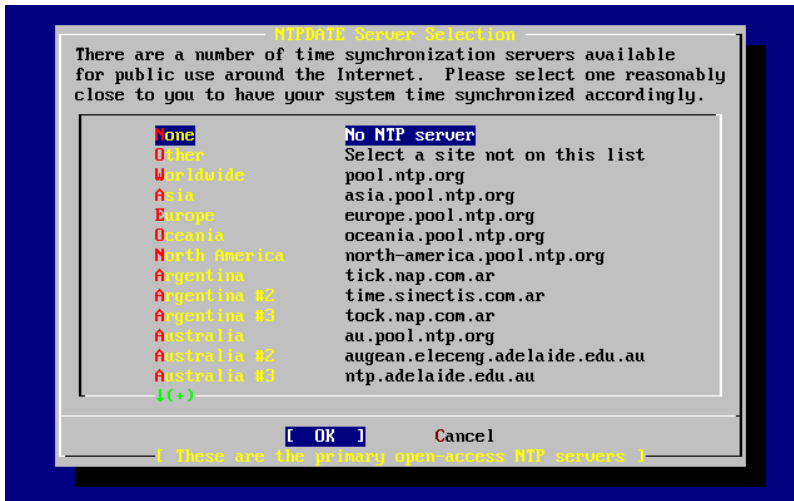 NTPDATE Server Selection
There are a number of time synchronization servers available
for public use around the Internet.  Please select one reasonably
close to you to have your system time synchronized accordingly.
None No NTP server
Other Select a site not on this list
Worldwide pool.ntp.org
Asia asia.pool.ntp.org
Europe europe.pool.ntp.org
Oceania oceania.pool.ntp.org
North America north-america.pool.ntp.org
Argentina tick.nap.com.ar
Argentina #2 time.sinectis.com.ar
Argentina #3 tock.nap.com.ar
Australia au.pool.ntp.org
Australia #2 augean.eleceng.adelaide.edu.au
Australia #3 ntp.adelaide.edu.au
↓(+)
[ OK ] Cancel
[ These are the primary open-access NTP servers ]